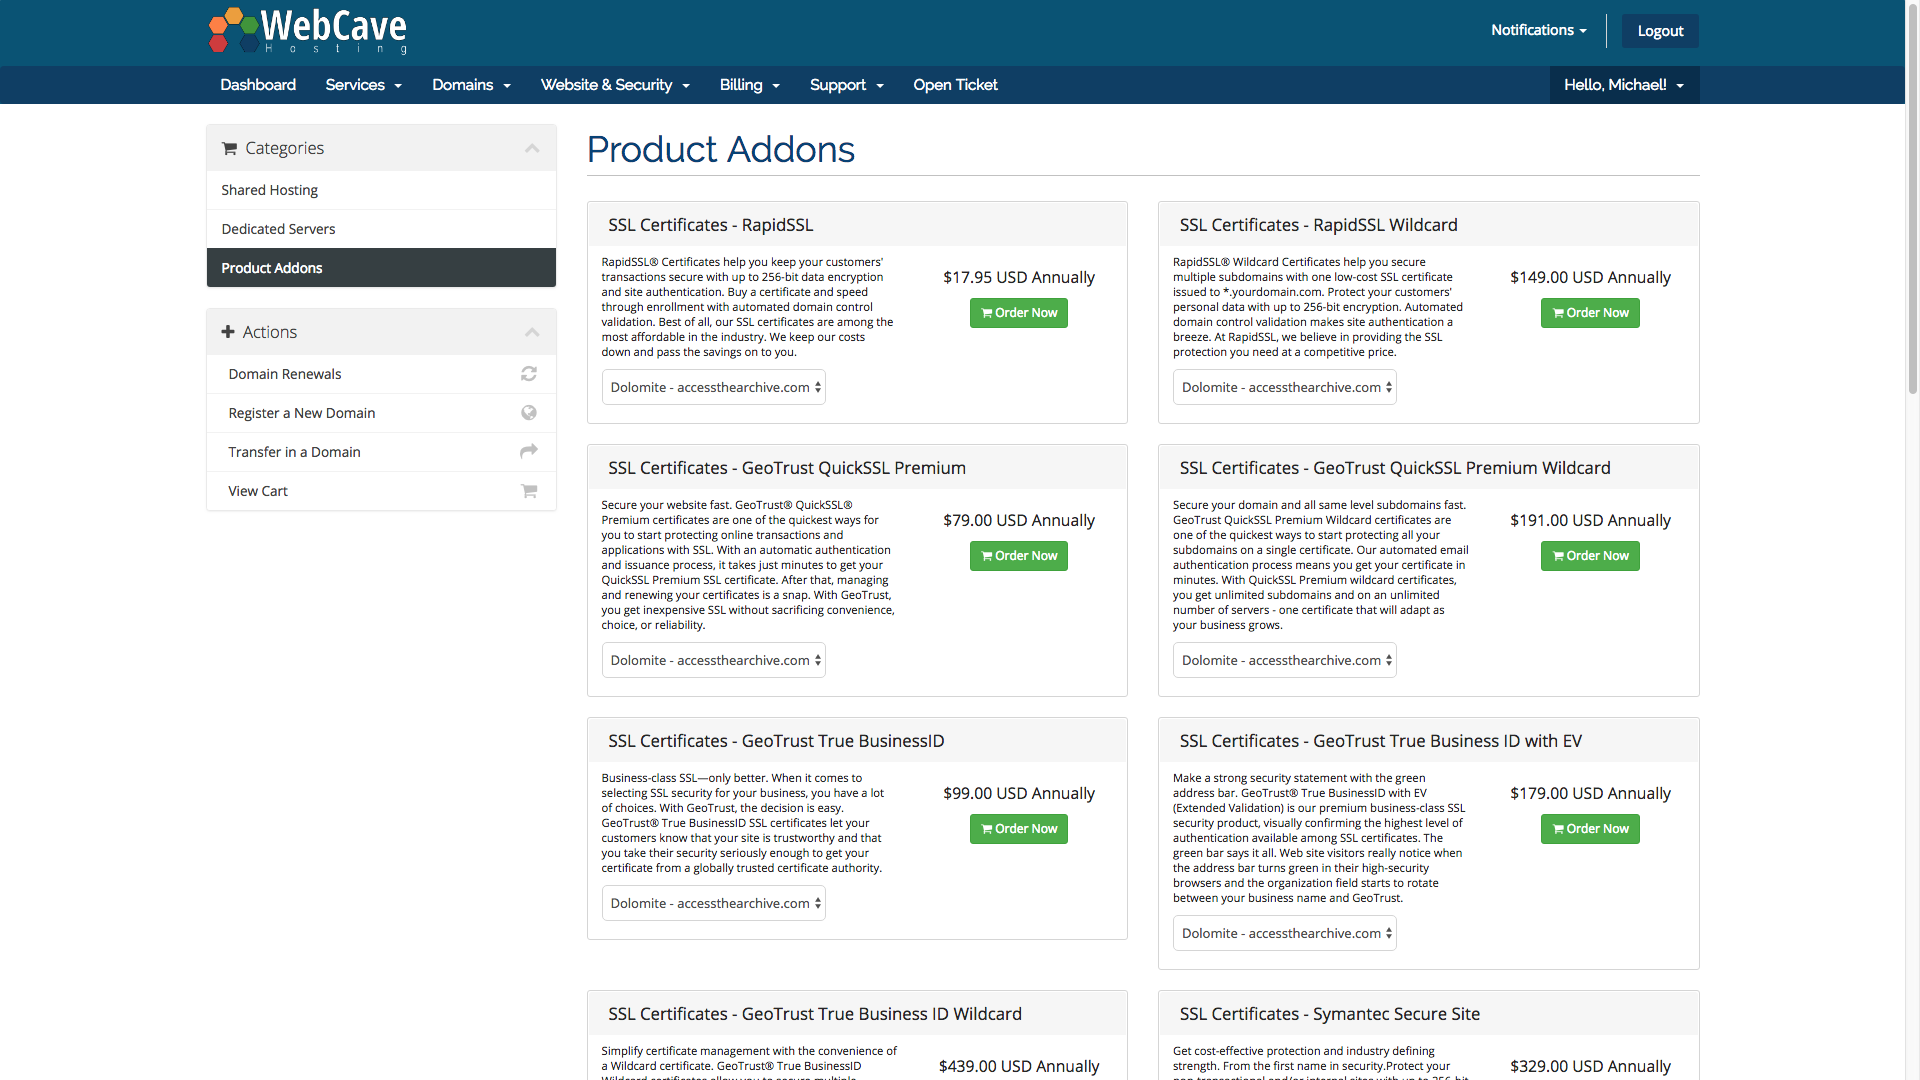 WebCave
Hosting
Notifications
Logout
Dashboard
Services
Domains
Website & Security
Billing
Support
Open Ticket
Hello, Michael!
Categories
Shared Hosting
Dedicated Servers
Product Addons
Actions
Domain Renewals
Register a New Domain
Transfer in a Domain
View Cart
Product Addons
SSL Certificates - RapidSSL
RapidSSL® Certificates help you keep your customers'
transactions secure with up to 256-bit data encryption
and site authentication. Buy a certificate and speed
through enrollment with automated domain control
validation. Best of all, our SSL certificates are among the
most affordable in the industry. We keep our costs
down and pass the savings on to you.
$17.95 USD Annually
Order Now
Dolomite - accessthearchive.com
SSL Certificates - RapidSSL Wildcard
RapidSSL® Wildcard Certificates help you secure
multiple subdomains with one low-cost SSL certificate
issued to *.yourdomain.com. Protect your customers'
personal data with up to 256-bit encryption. Automated
domain control validation makes site authentication a
breeze. At RapidSSL, we believe in providing the SSL
protection you need at a competitive price.
$149.00 USD Annually
Order Now
Dolomite - accessthearchive.com
SSL Certificates - GeoTrust QuickSSL Premium
Secure your website fast. GeoTrust® QuickSSL®
Premium certificates are one of the quickest ways for
you to start protecting online transactions and
applications with SSL. With an automatic authentication
and issuance process, it takes just minutes to get your
QuickSSL Premium SSL certificate. After that, managing
and renewing your certificates is a snap. With GeoTrust,
you get inexpensive SSL without sacrificing convenience,
choice, or reliability.
$79.00 USD Annually
Order Now
Dolomite - accessthearchive.com
SSL Certificates - GeoTrust QuickSSL Premium Wildcard
Secure your domain and all same level subdomains fast.
GeoTrust QuickSSL Premium Wildcard certificates are
one of the quickest ways to start protecting all your
subdomains on a single certificate. Our automated email
authentication process means you get your certificate in
minutes. With QuickSSL Premium wildcard certificates,
you get unlimited subdomains and on an unlimited
number of servers - one certificate that will adapt as
your business grows.
$191.00 USD Annually
Order Now
Dolomite - accessthearchive.com
SSL Certificates - GeoTrust True BusinessID
Business-class SSL—only better. When it comes to
selecting SSL security for your business, you have a lot
of choices. With GeoTrust, the decision is easy.
GeoTrust® True BusinessID SSL certificates let your
customers know that your site is trustworthy and that
you take their security seriously enough to get your
certificate from a globally trusted certificate authority.
$99.00 USD Annually
Order Now
Dolomite - accessthearchive.com
SSL Certificates - GeoTrust True Business ID with EV
Make a strong security statement with the green
address bar. GeoTrust® True BusinessID with EV
(Extended Validation) is our premium business-class SSL
security product, visually confirming the highest level of
authentication available among SSL certificates. The
green bar says it all. Web site visitors really notice when
the address bar turns green in their high-security
browsers and the organization field starts to rotate
between your business name and GeoTrust.
$179.00 USD Annually
Order Now
Dolomite - accessthearchive.com
SSL Certificates - GeoTrust True Business ID Wildcard
Simplify certificate management with the convenience of
a Wildcard certificate. GeoTrust® True BusinessID
$439.00 USD Annually
SSL Certificates - Symantec Secure Site
Get cost-effective protection and industry defining
strength. From the first name in security.Protect your
$329.00 USD Annually